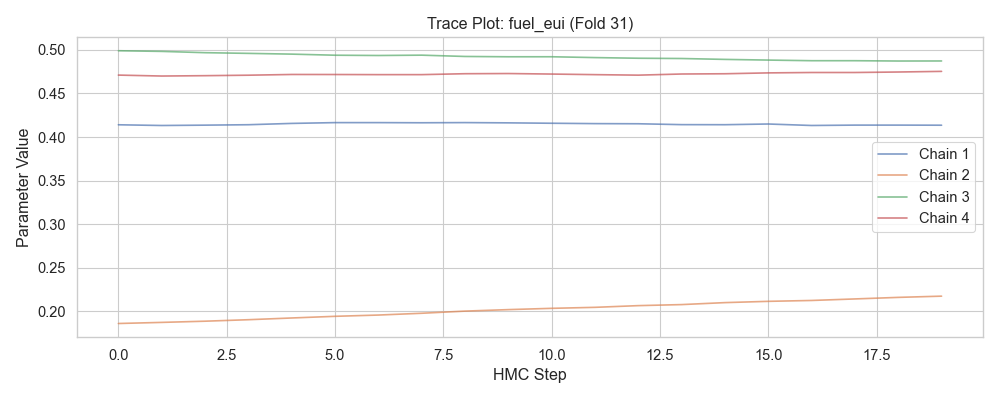 Trace Plot: fuel_eui (Fold 31)
Parameter Value
0.50
0.45
0.40
0.35
0.30
0.25
0.20
Chain 1
Chain 2
Chain 3
Chain 4
0.0 2.5 5.0 7.5 10.0 12.5 15.0 17.5
HMC Step